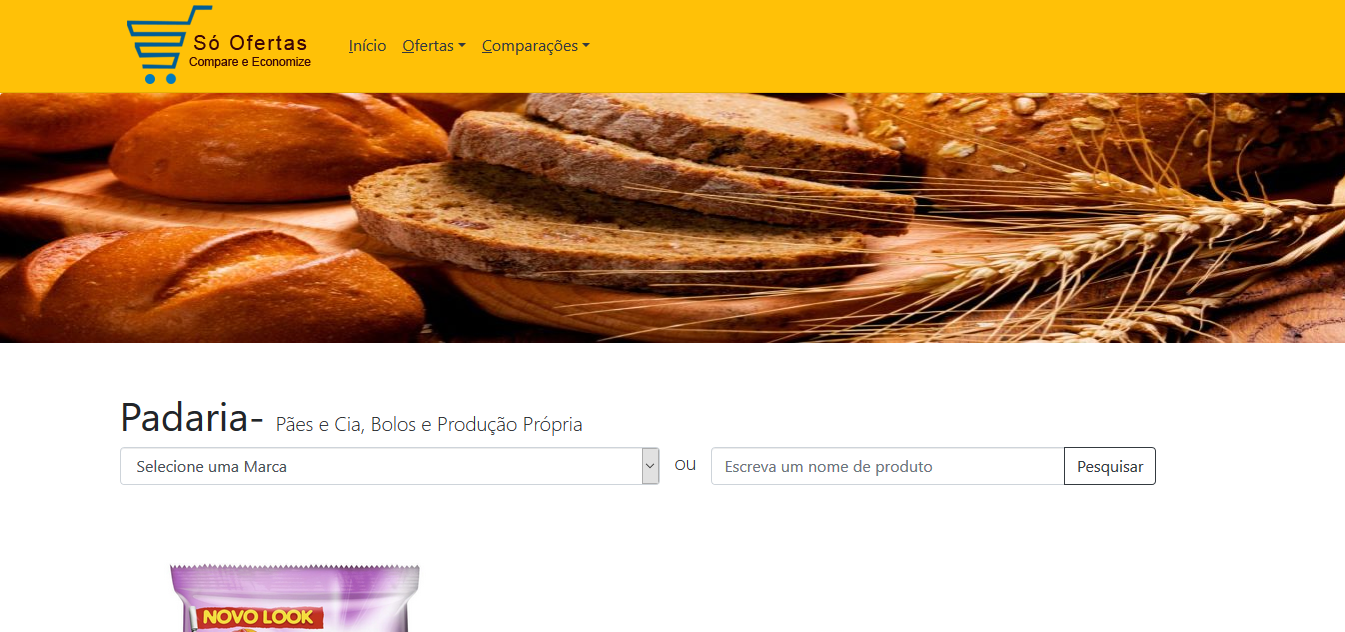 Só Ofertas
Compare e Economize
Início Ofertas Comparações
Padaria- Pães e Cia, Bolos e Produção Própria
Selecione uma Marca ou Escreva um nome de produto Pesquisar
NOVO LOOK